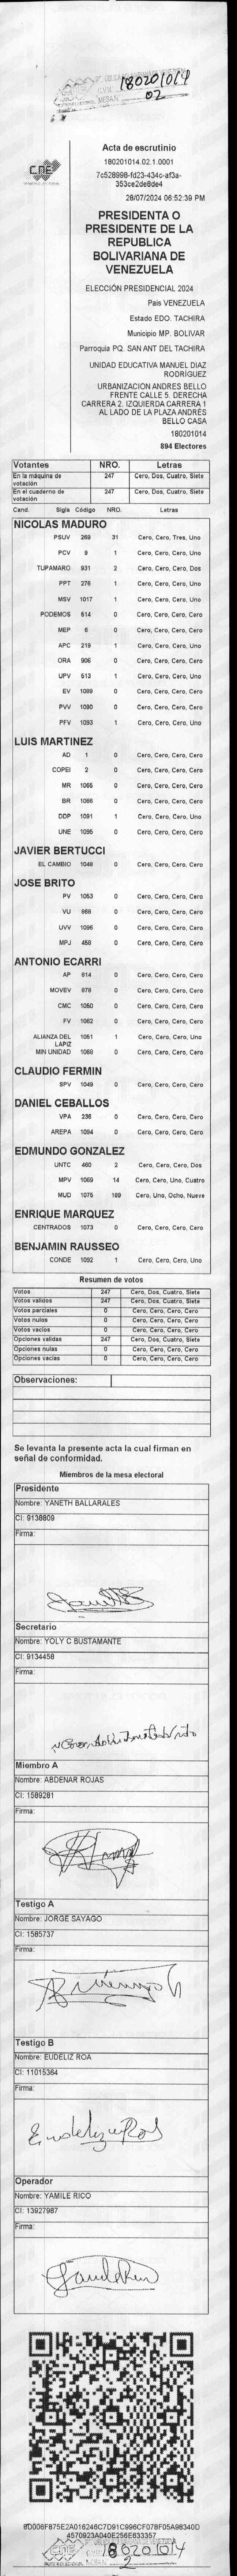 180201014
02
MESA N
CNE
Acta de escrutinio
180201014.02.1.0001
7c528998-fd23-434c-af3a-
353ce2de8de4
28/07/2024 06:52:39 PM
PRESIDENTA O
PRESIDENTE DE LA
REPUBLICA
BOLIVARIANA DE
VENEZUELA
ELECCIÓN PRESIDENCIAL 2024
Pais VENEZUELA
Estado EDO. TACHIRA
Municipio MP. BOLIVAR
Parroquia PQ. SAN ANT DEL TACHIRA
UNIDAD EDUCATIVA MANUEL DIAZ
RODRÍGUEZ
URBANIZACION ANDRES BELLO
FRENTE CALLE 5. DERECHA
CARRERA 2. IZQUIERDA CARRERA 1
AL LADO DE LA PLAZA ANDRÉS
BELLO CASA
180201014
894 Electores
Votantes NRO. Letras
En la máquina de votación 247 Cero, Dos, Cuatro, Siete
En el cuaderno de votación 247 Cero, Dos, Cuatro, Siete
Cand. Sigla Código NRO. Letras
NICOLAS MADURO
PSUV 269 31 Cero, Cero, Tres, Uno
PCV 9 1 Cero, Cero, Cero, Uno
TUPAMARO 931 2 Cero, Cero, Cero, Dos
PPT 276 1 Cero, Cero, Cero, Uno
MSV 1017 1 Cero, Cero, Cero, Uno
PODEMOS 514 0 Cero, Cero, Cero, Cero
MEP 6 0 Cero, Cero, Cero, Cero
APC 219 1 Cero, Cero, Cero, Uno
ORA 906 0 Cero, Cero, Cero, Cero
UPV 513 1 Cero, Cero, Cero, Uno
EV 1089 0 Cero, Cero, Cero, Cero
PVV 1090 0 Cero, Cero, Cero, Cero
PFV 1093 1 Cero, Cero, Cero, Uno
LUIS MARTINEZ
AD 1 0 Cero, Cero, Cero, Cero
COPEI 2 0 Cero, Cero, Cero, Cero
MR 1065 0 Cero, Cero, Cero, Cero
BR 1066 0 Cero, Cero, Cero, Cero
DDP 1091 1 Cero, Cero, Cero, Uno
UNE 1095 0 Cero, Cero, Cero, Cero
JAVIER BERTUCCI
EL CAMBIO 1048 0 Cero, Cero, Cero, Cero
JOSE BRITO
PV 1053 0 Cero, Cero, Cero, Cero
VU 868 0 Cero, Cero, Cero, Cero
UVV 1096 0 Cero, Cero, Cero, Cero
MPJ 458 0 Cero, Cero, Cero, Cero
ANTONIO ECARRI
AP 814 0 Cero, Cero, Cero, Cero
MOVEV 878 0 Cero, Cero, Cero, Cero
CMC 1050 0 Cero, Cero, Cero, Cero
FV 1062 0 Cero, Cero, Cero, Cero
ALIANZA DEL LAPIZ 1051 1 Cero, Cero, Cero, Uno
MIN UNIDAD 1058 0 Cero, Cero, Cero, Cero
CLAUDIO FERMIN
SPV 1049 0 Cero, Cero, Cero, Cero
DANIEL CEBALLOS
VPA 236 0 Cero, Cero, Cero, Cero
AREPA 1094 0 Cero, Cero, Cero, Cero
EDMUNDO GONZALEZ
UNTC 460 2 Cero, Cero, Cero, Dos
MPV 1069 14 Cero, Cero, Uno, Cuatro
MUD 1075 189 Cero, Uno, Ocho, Nueve
ENRIQUE MARQUEZ
CENTRADOS 1073 0 Cero, Cero, Cero, Cero
BENJAMIN RAUSSEO
CONDE 1092 1 Cero, Cero, Cero, Uno
Resumen de votos
Votos 247 Cero, Dos, Cuatro, Siete
Votos validos 247 Cero, Dos, Cuatro, Siete
Votos parciales 0 Cero, Cero, Cero, Cero
Votos nulos 0 Cero, Cero, Cero, Cero
Votos vacíos 0 Cero, Cero, Cero, Cero
Opciones validas 247 Cero, Dos, Cuatro, Siete
Opciones nulas 0 Cero, Cero, Cero, Cero
Opciones vacias 0 Cero, Cero, Cero, Cero
Observaciones:
Se levanta la presente acta la cual firman en
señal de conformidad.
Miembros de la mesa electoral
Presidente
Nombre: YANETH BALLARALES
CI: 9138809
Firma:
Secretario
Nombre: YOLY C BUSTAMANTE
CI: 9134458
Firma:
Miembro A
Nombre: ABDENAR ROJAS
CI: 1589281
Firma:
Testigo A
Nombre: JORGE SAYAGO
CI: 1585737
Firma:
Testigo B
Nombre: EUDELIZ ROA
CI: 11015364
Firma:
Eudeliz Roa
Operador
Nombre: YAMILE RICO
CI: 13927987
Firma:
6D006F875E2A016246C7D91C996CF078F05A98340D
4570923A040E256E633357
180201014
2